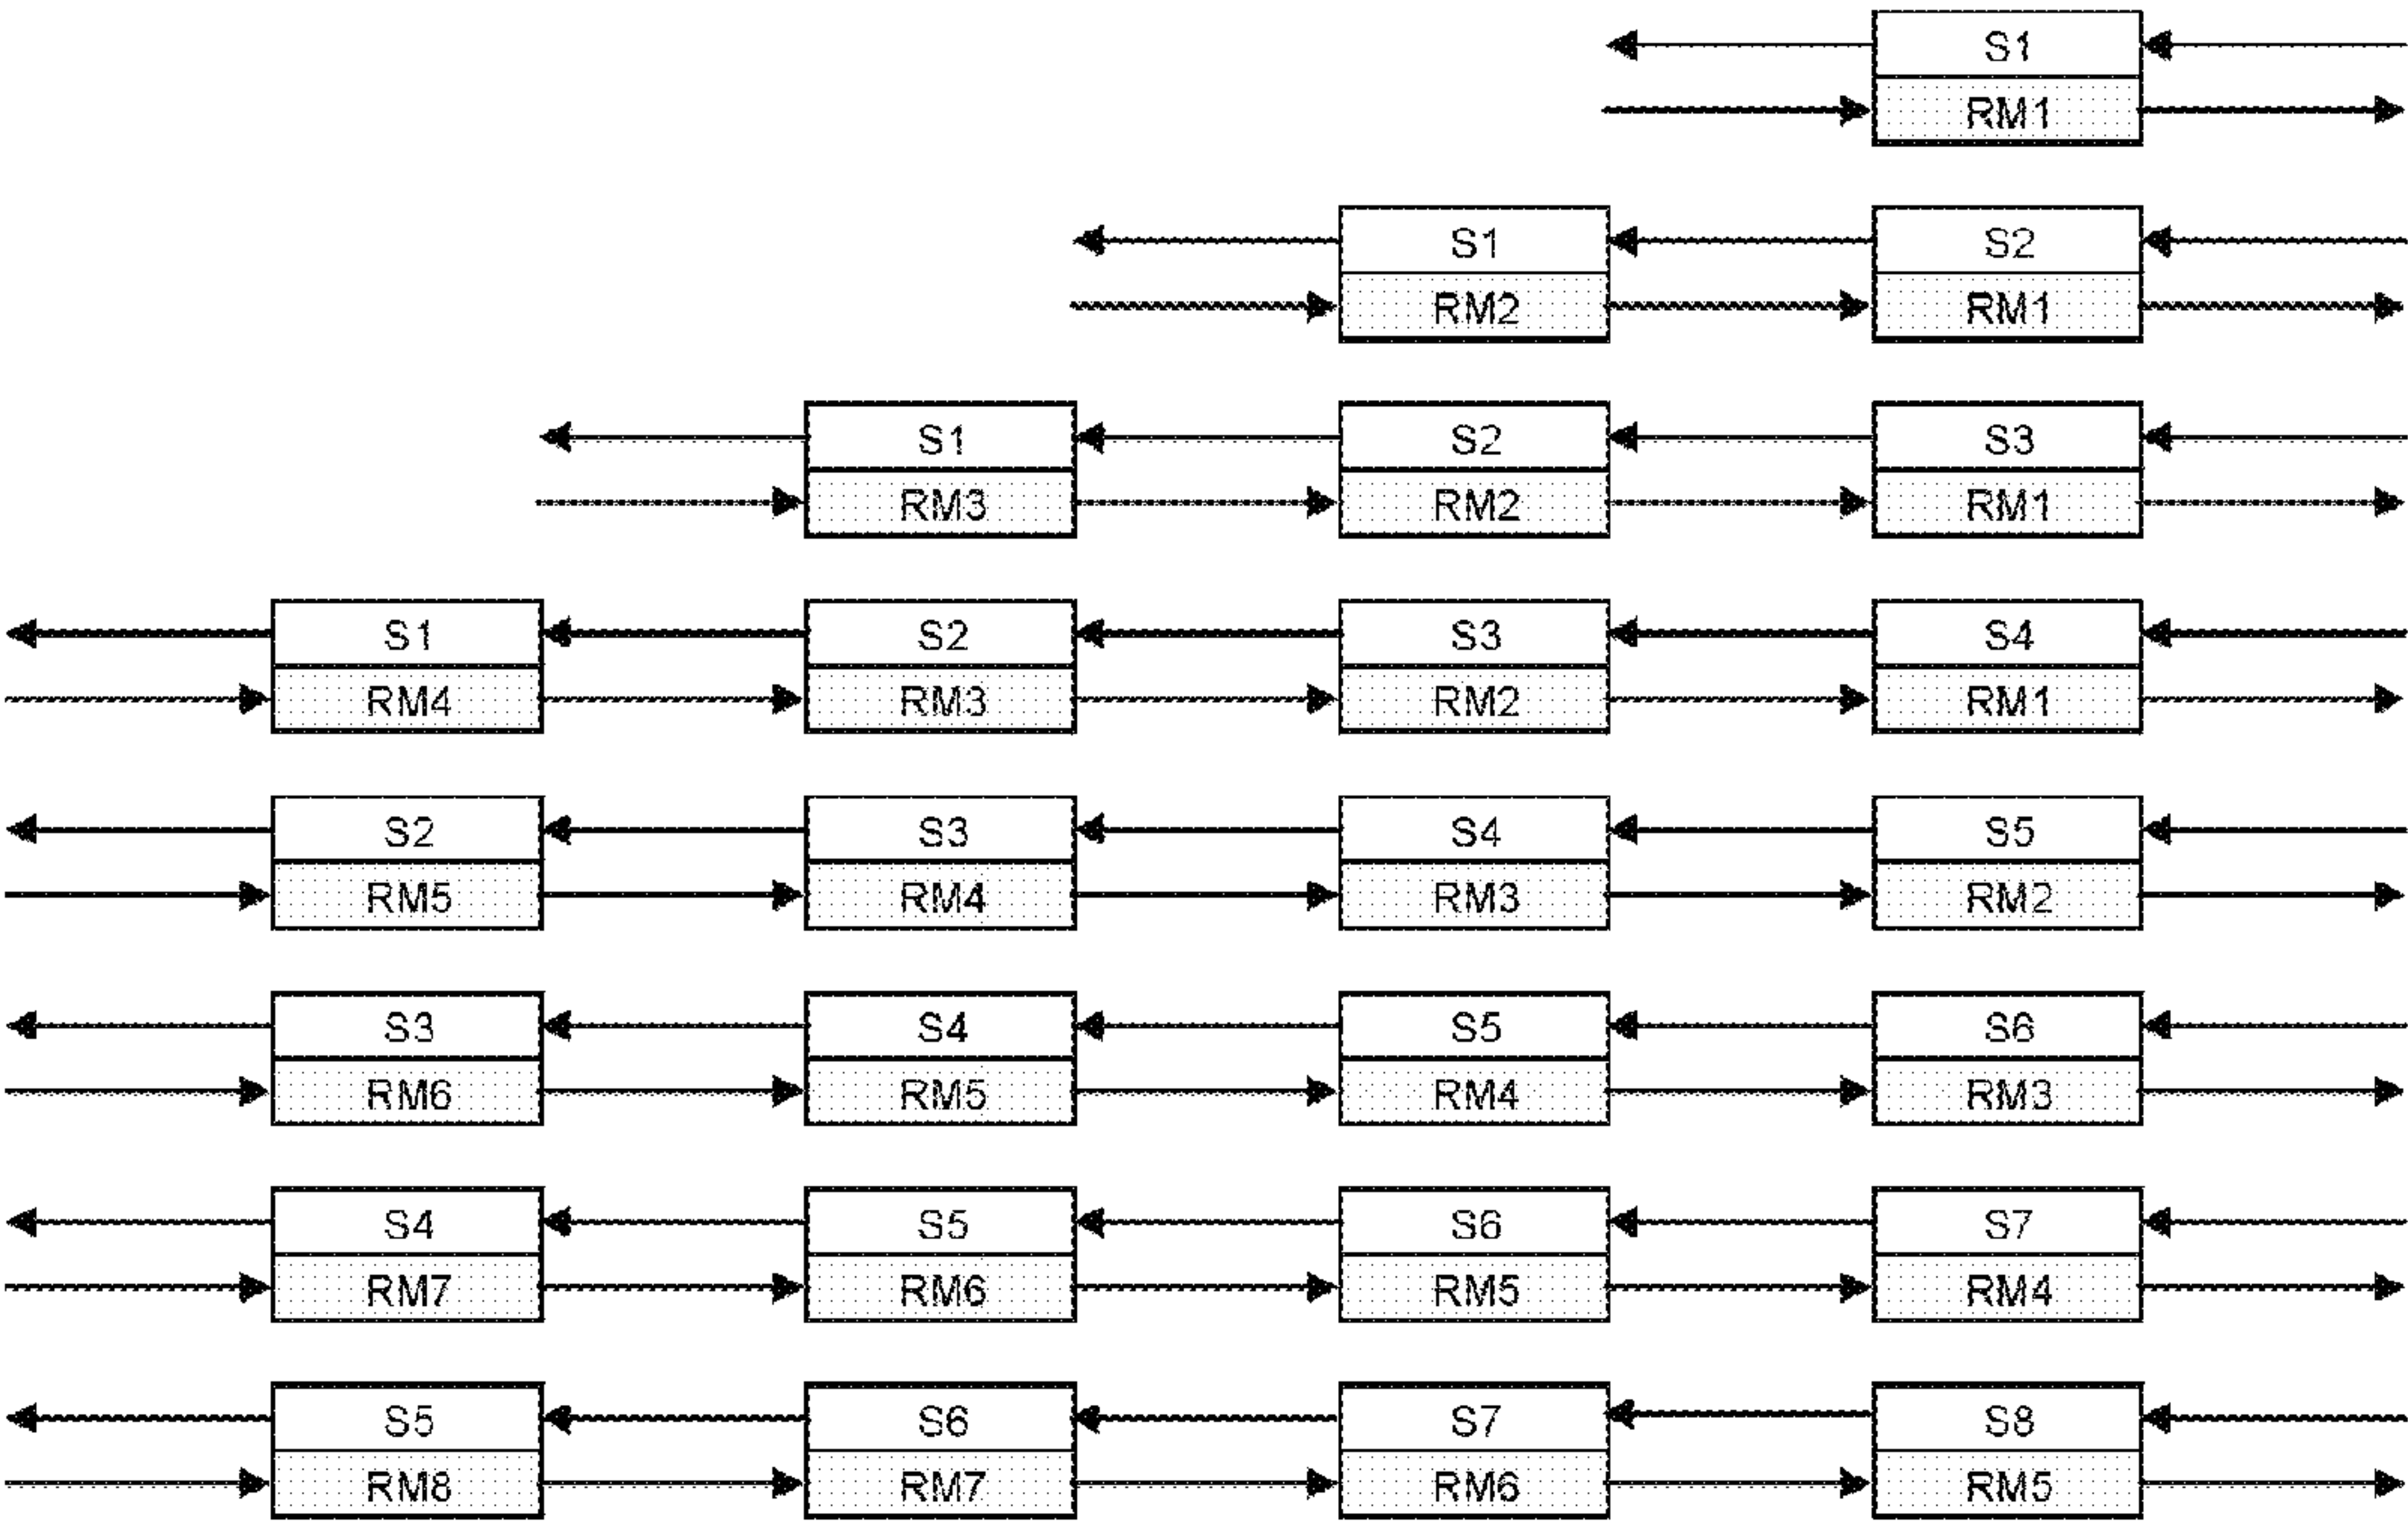 S1
RM1
S1 S2
RM2 RM1
S1 S2 S3
RM3 RM2 RM1
S1 S2 S3 S4
RM4 RM3 RM2 RM1
S2 S3 S4 S5
RM5 RM4 RM3 RM2
S3 S4 S5 S6
RM6 RM5 RM4 RM3
S4 S5 S6 S7
RM7 RM6 RM5 RM4
S5 S6 S7 S8
RM8 RM7 RM6 RM5